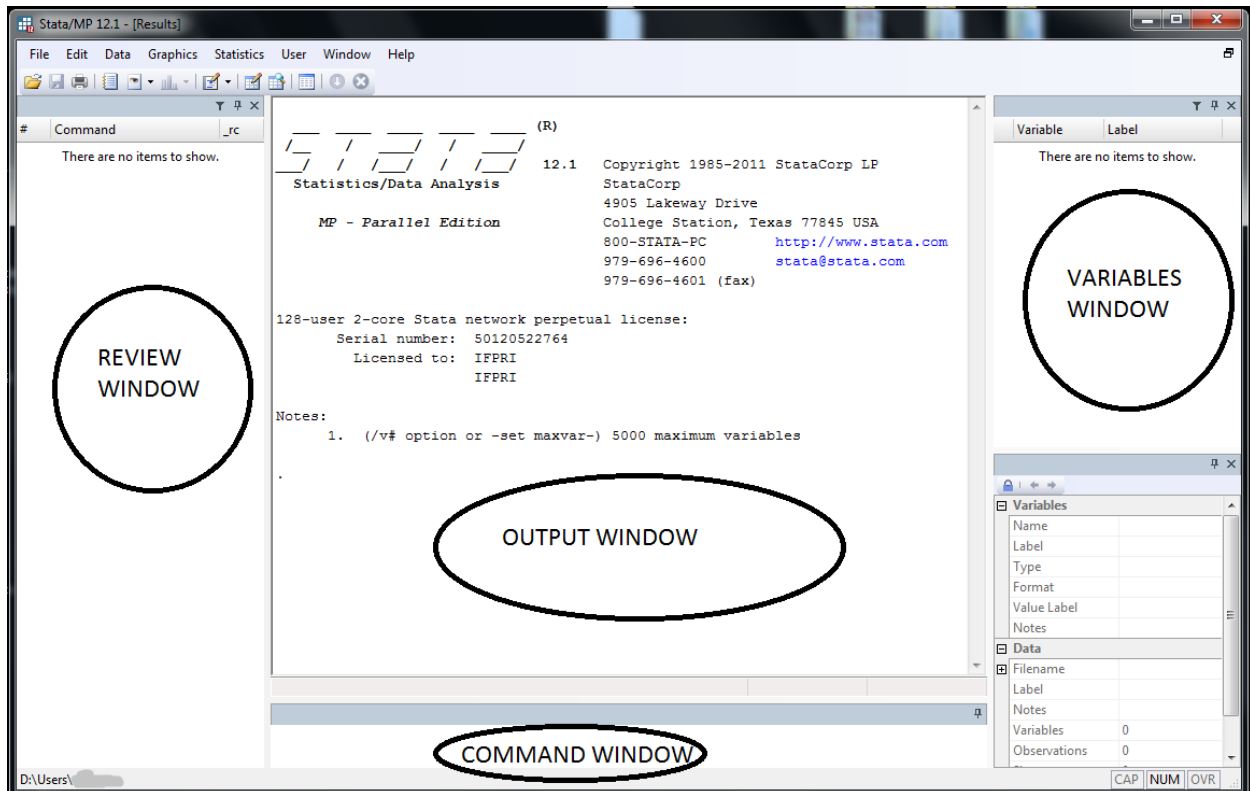 Stata/MP 12.1 - [Results]
File Edit Data Graphics Statistics User Window Help
# Command _rc
There are no items to show.
REVIEW
WINDOW
(R)
STATA
12.1 Copyright 1985-2011 StataCorp LP
Statistics/Data Analysis StataCorp
4905 Lakeway Drive
MP - Parallel Edition College Station, Texas 77845 USA
800-STATA-PC http://www.stata.com
979-696-4600 stata@stata.com
979-696-4601 (fax)
128-user 2-core Stata network perpetual license:
Serial number: 50120522764
Licensed to: IFPRI
IFPRI
Notes:
1. (/v# option or -set maxvar-) 5000 maximum variables
.
OUTPUT WINDOW
COMMAND WINDOW
Variable Label
There are no items to show.
VARIABLES
WINDOW
Variables
Name
Label
Type
Format
Value Label
Notes
Data
Filename
Label
Notes
Variables 0
Observations 0
D:\Users\
CAP NUM OVR